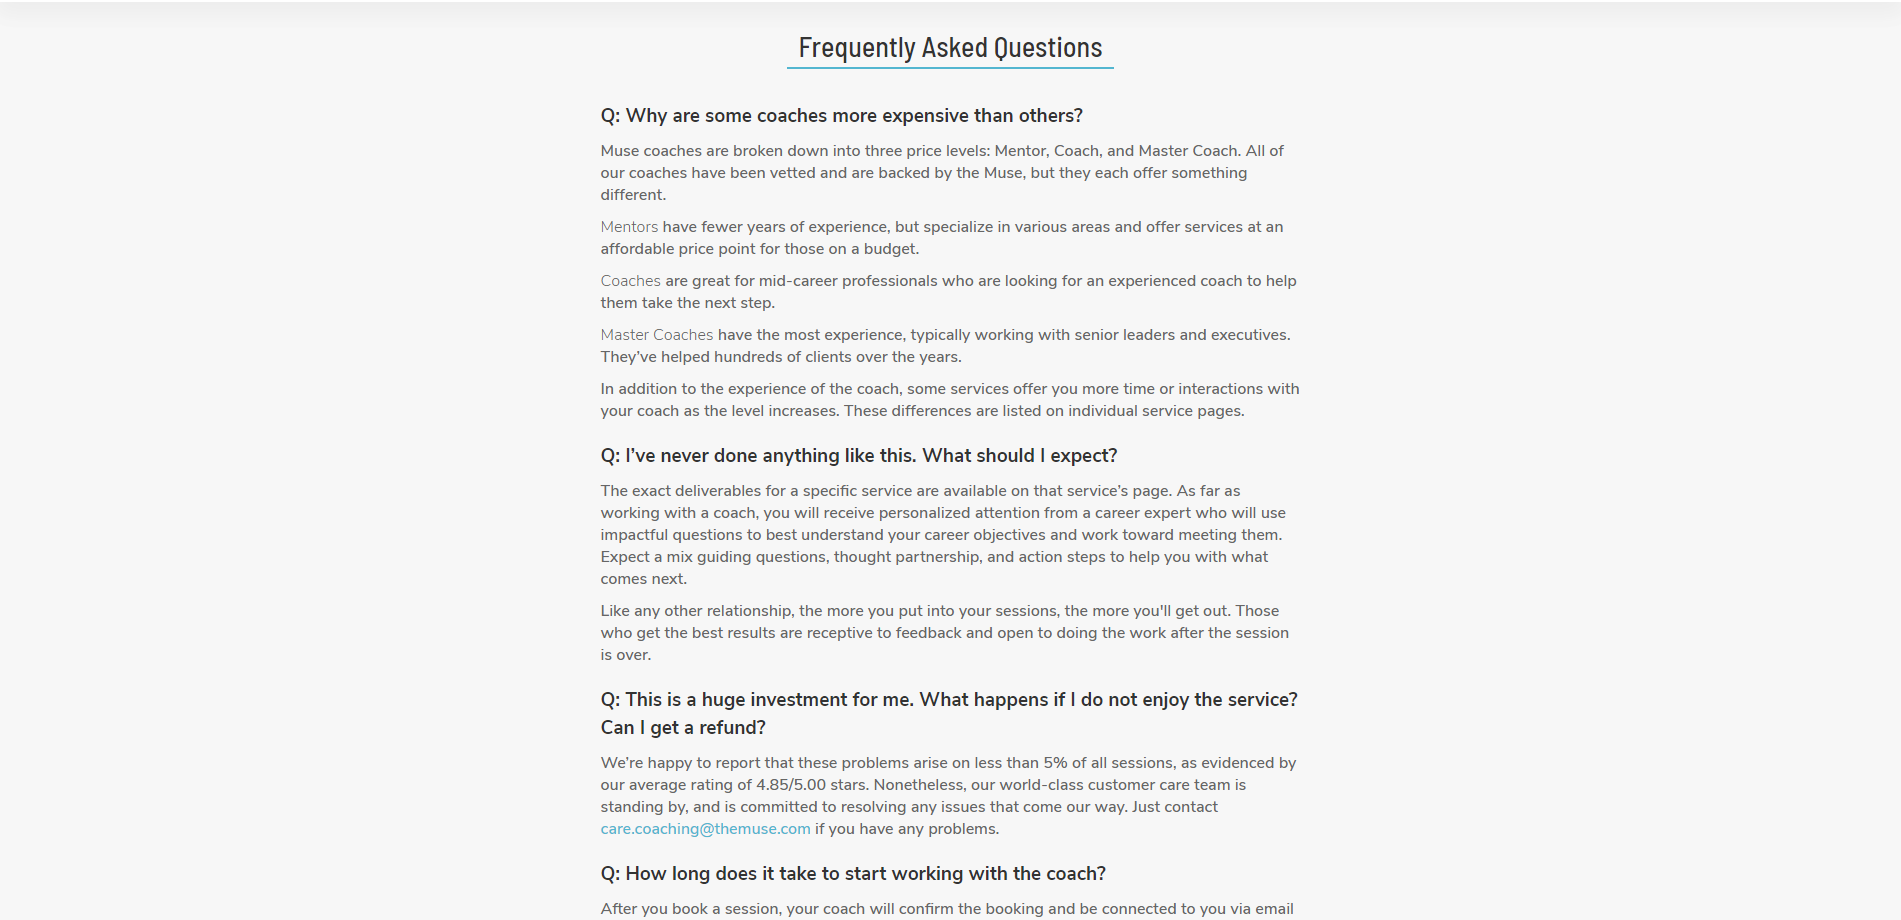 Frequently Asked Questions
Q: Why are some coaches more expensive than others?
Muse coaches are broken down into three price levels: Mentor, Coach, and Master Coach. All of
our coaches have been vetted and are backed by the Muse, but they each offer something
different.
Mentors have fewer years of experience, but specialize in various areas and offer services at an
affordable price point for those on a budget.
Coaches are great for mid-career professionals who are looking for an experienced coach to help
them take the next step.
Master Coaches have the most experience, typically working with senior leaders and executives.
They’ve helped hundreds of clients over the years.
In addition to the experience of the coach, some services offer you more time or interactions with
your coach as the level increases. These differences are listed on individual service pages.
Q: I’ve never done anything like this. What should I expect?
The exact deliverables for a specific service are available on that service’s page. As far as
working with a coach, you will receive personalized attention from a career expert who will use
impactful questions to best understand your career objectives and work toward meeting them.
Expect a mix guiding questions, thought partnership, and action steps to help you with what
comes next.
Like any other relationship, the more you put into your sessions, the more you'll get out. Those
who get the best results are receptive to feedback and open to doing the work after the session
is over.
Q: This is a huge investment for me. What happens if I do not enjoy the service?
Can I get a refund?
We’re happy to report that these problems arise on less than 5% of all sessions, as evidenced by
our average rating of 4.85/5.00 stars. Nonetheless, our world-class customer care team is
standing by, and is committed to resolving any issues that come our way. Just contact
care.coaching@themuse.com if you have any problems.
Q: How long does it take to start working with the coach?
After you book a session, your coach will confirm the booking and be connected to you via email